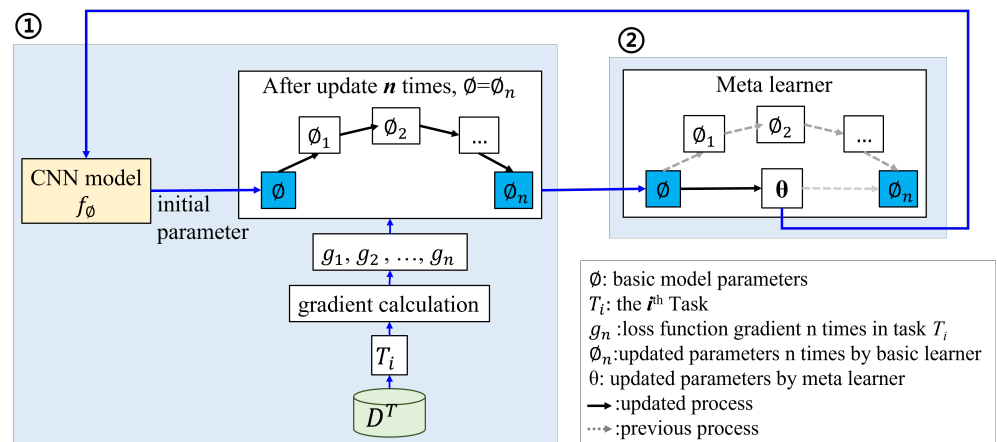 ①
②
After update n times, ∅=∅ₙ
∅₁
∅₂
...
∅
∅ₙ
CNN model
f_∅
initial
parameter
g₁, g₂ , …, gₙ
gradient calculation
Tᵢ
Dᵀ
Meta learner
∅₁
∅₂
...
∅
θ
∅ₙ
∅: basic model parameters
Tᵢ: the iᵗʰ Task
gₙ :loss function gradient n times in task Tᵢ
∅ₙ:updated parameters n times by basic learner
θ: updated parameters by meta learner
:updated process
:previous process